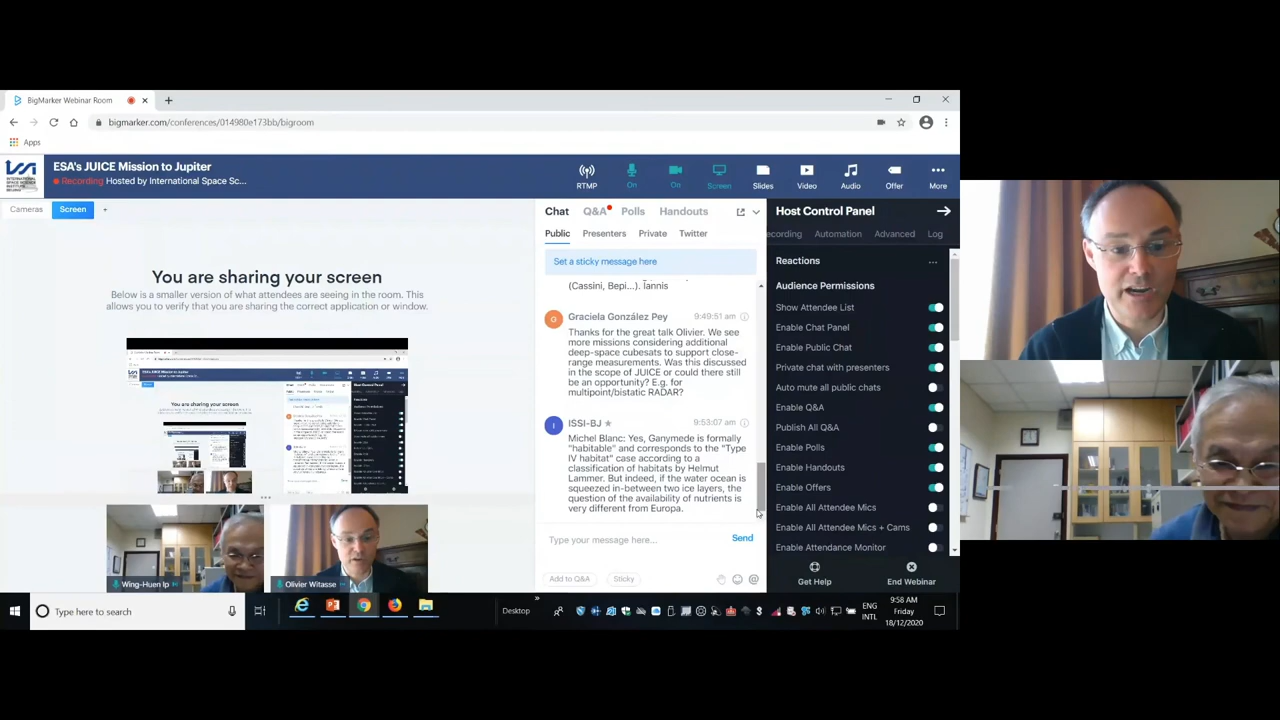 BigMarker Webinar Room
bigmarker.com/conferences/014980e173bb/bigroom
Apps
ESA's JUICE Mission to Jupiter
Recording Hosted by International Space Sc...
RTMP On On Screen Slides Video Audio Offer More
Cameras Screen +
You are sharing your screen
Below is a smaller version of what attendees are seeing in the room. This
allows you to verify that you are sharing the correct application or window.
Wing-Huen Ip
Olivier Witasse
Chat Q&A Polls Handouts
Public Presenters Private Twitter
Set a sticky message here
(Cassini, Bepi...). Iannis
G Graciela González Pey 9:49:51 am
Thanks for the great talk Olivier. We see
more missions considering additional
deep-space cubesats to support close-
range measurements. Was this discussed
in the scope of JUICE or could there still
be an opportunity? E.g. for
multipoint/bistatic RADAR?
I ISSI-BJ 9:53:07 am
Michel Blanc: Yes, Ganymede is formally
"habitable" and corresponds to the "Type
IV habitat" case according to a
classification of habitats by Helmut
Lammer. But indeed, if the water ocean is
squeezed in-between two ice layers, the
question of the availability of nutrients is
very different from Europa.
Type your message here... Send
Add to Q&A Sticky
Host Control Panel
ecording Automation Advanced Log
Reactions
Audience Permissions
Show Attendee List
Enable Chat Panel
Enable Public Chat
Private chat with presenters
Auto mute all public chats
Enable Q&A
Publish All Q&A
Enable Polls
Enable Handouts
Enable Offers
Enable All Attendee Mics
Enable All Attendee Mics + Cams
Enable Attendance Monitor
Get Help End Webinar
Type here to search
Desktop
ENG
INTL
9:58 AM
Friday
18/12/2020